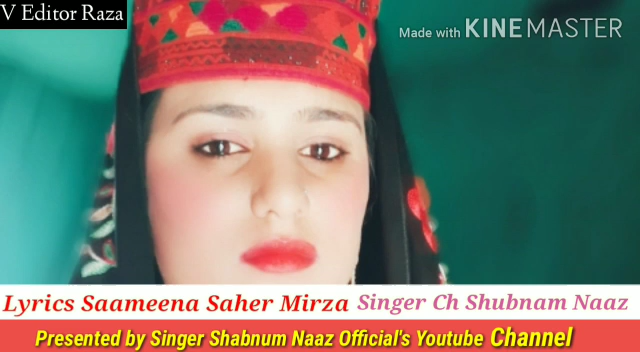 V Editor Raza
Made with KINEMASTER
Lyrics Saameena Saher Mirza Singer Ch Shubnam Naaz
Presented by Singer Shabnum Naaz Official's Youtube Channel